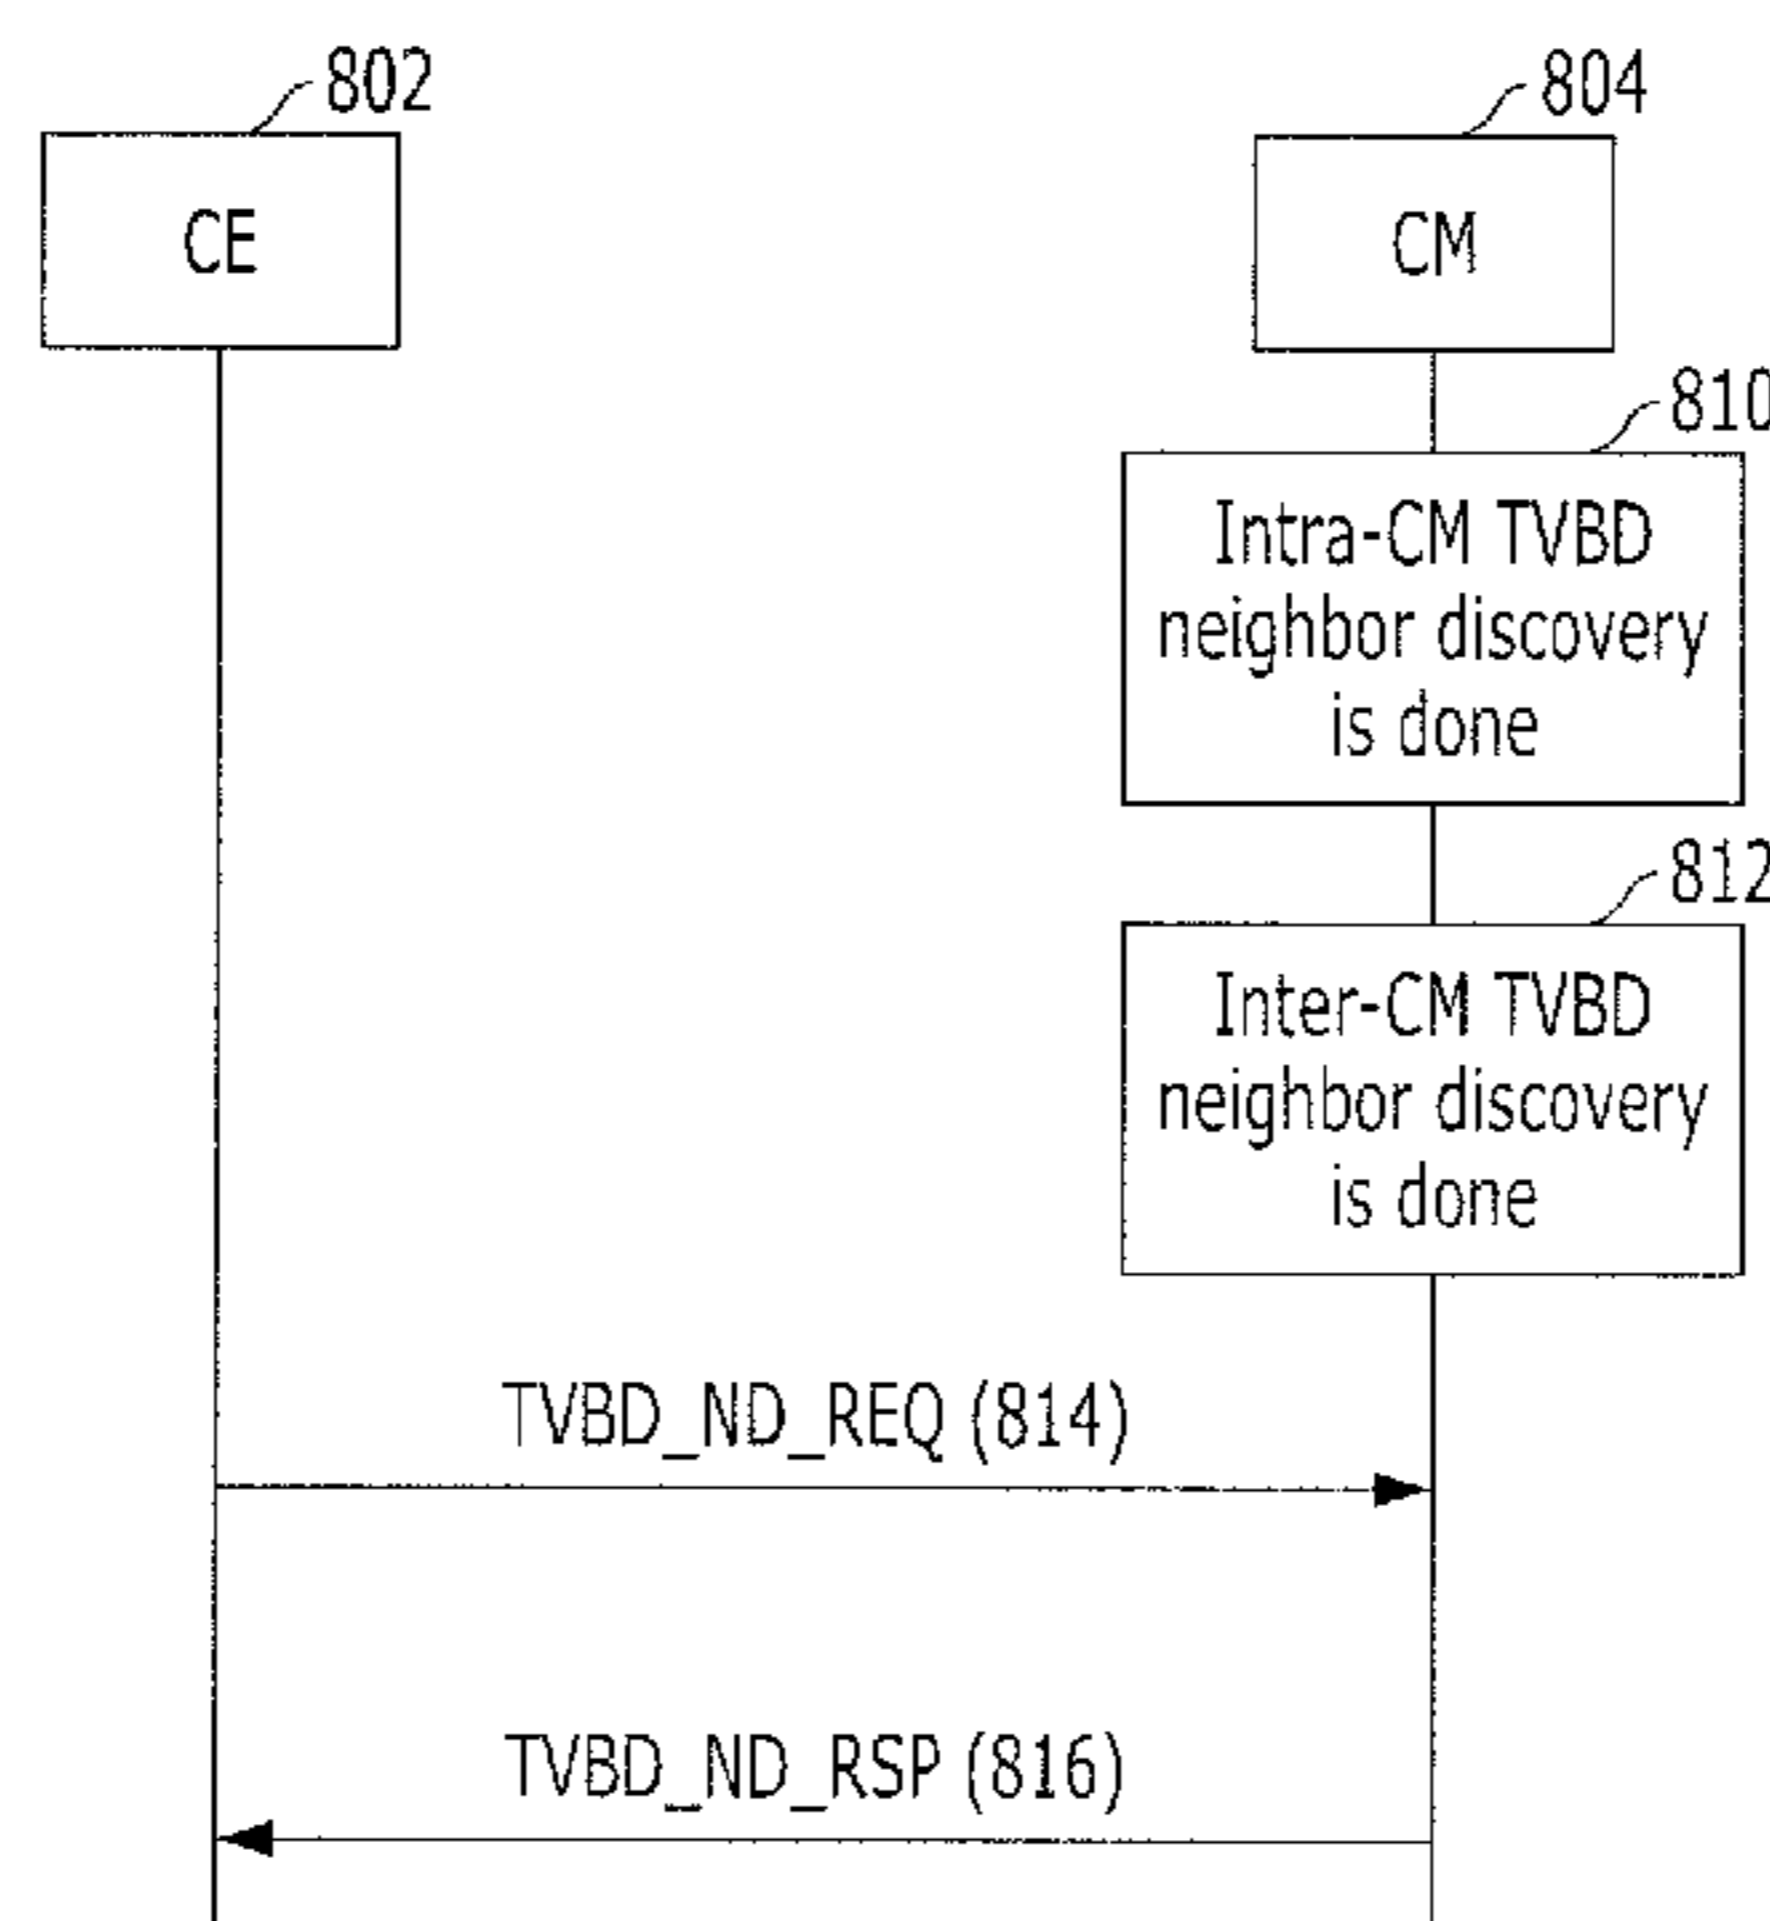 802
804
CE
CM
810
Intra-CM TVBD
neighbor discovery
is done
812
Inter-CM TVBD
neighbor discovery
is done
TVBD_ND_REQ (814)
TVBD_ND_RSP (816)